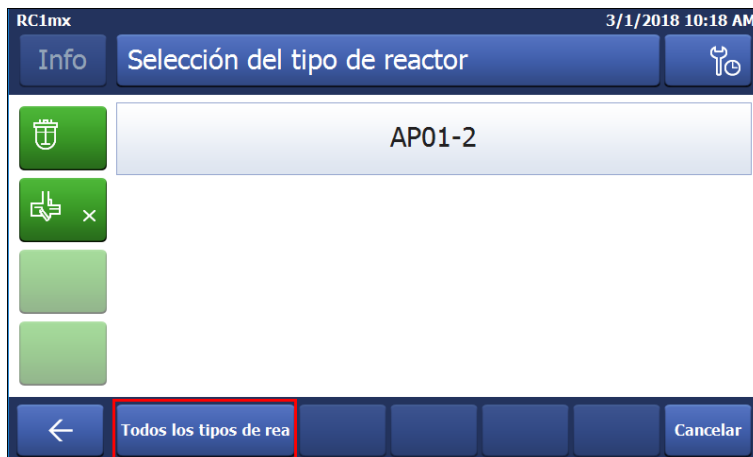 RC1mx
3/1/2018 10:18 AM
Info
Selección del tipo de reactor
AP01-2
Todos los tipos de rea
Cancelar